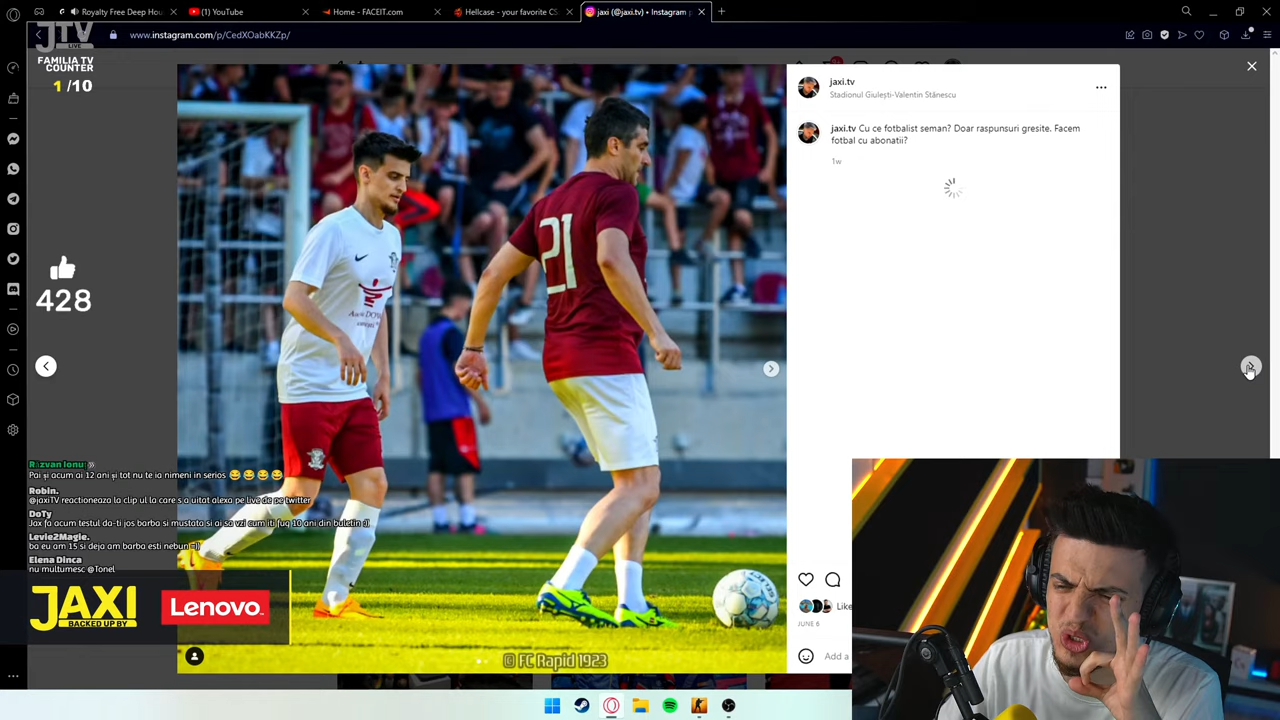 Royalty Free Deep Hou
(1) YouTube
Home - FACEIT.com
Hellcase - your favorite CS
jaxi (@jaxi.tv) • Instagram p
www.instagram.com/p/CedXOabKKZp/
JTV
LIVE
FAMILIA TV
COUNTER
1 /10
428
jaxi.tv
Stadionul Giulești-Valentin Stănescu
jaxi.tv Cu ce fotbalist seman? Doar raspunsuri gresite. Facem
fotbal cu abonatii?
1w
21
Răzvan Ionuț
Pai și acum ai 12 ani și tot nu te ia nimeni in serios 😂 😂 😂 😂
Robin.
@jaxiTV reactioneaza la clip ul la care s a uitat alexa pe live de pe twitter
DoTy
Jax fa acum testul da-ti jos barba si mustata si ai sa vzi cum iti fug 10 ani din buletin :)
Levie2Magie.
ba eu am 15 si deja am barba esti nebun =))
Elena Dinca
nu multumesc @Tonel
JAXI
BACKED UP BY
Lenovo
© FC Rapid 1923
Like
JUNE 6
Add a